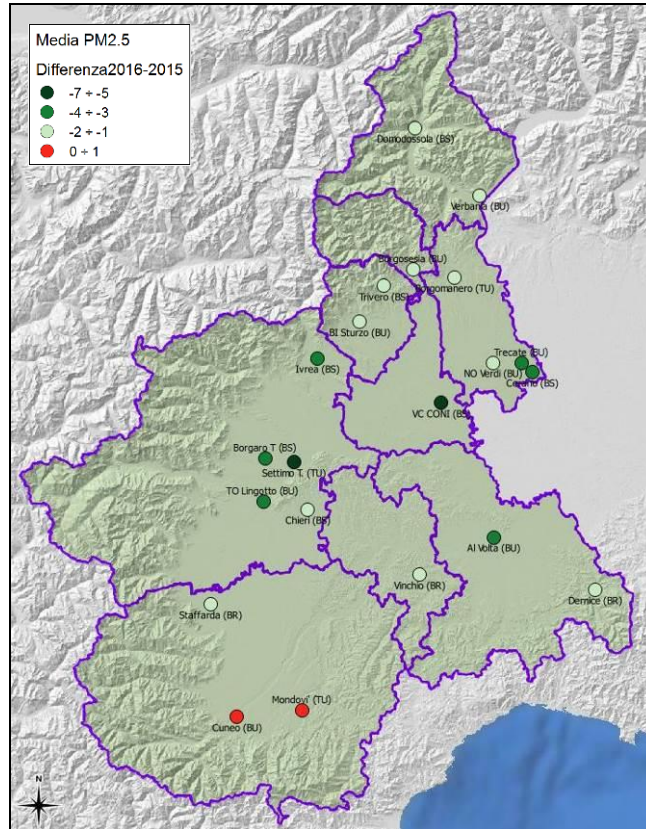 Media PM2.5
Differenza2016-2015
-7 ÷ -5
-4 ÷ -3
-2 ÷ -1
0 ÷ 1
Domodossola (BS)
Verbania (BU)
Borgosesia (BU)
Borgomanero (TU)
Trivero (BS)
BI Sturzo (BU)
Trecate (BU)
Ivrea (BS)
NO Verdi (BU)
Cerano (BS)
VC CONI (BS)
Borgaro T (BS)
Settimo T. (TU)
TO Lingotto (BU)
Chieri (BS)
Al Volta (BU)
Vinchio (BR)
Dernice (BR)
Staffarda (BR)
Mondovi' (TU)
Cuneo (BU)
N